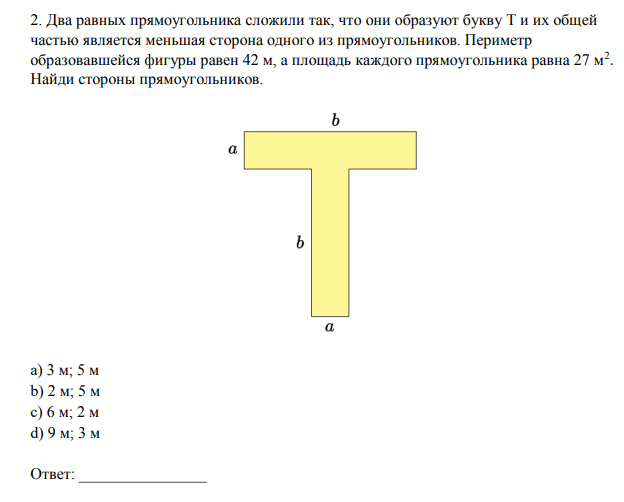 2. Два равных прямоугольника сложили так, что они образуют букву Т и их общей
частью является меньшая сторона одного из прямоугольников. Периметр
образовавшейся фигуры равен 42 м, а площадь каждого прямоугольника равна 27 м².
Найди стороны прямоугольников.
b
a
b
a
a) 3 м; 5 м
b) 2 м; 5 м
c) 6 м; 2 м
d) 9 м; 3 м
Ответ: ________________